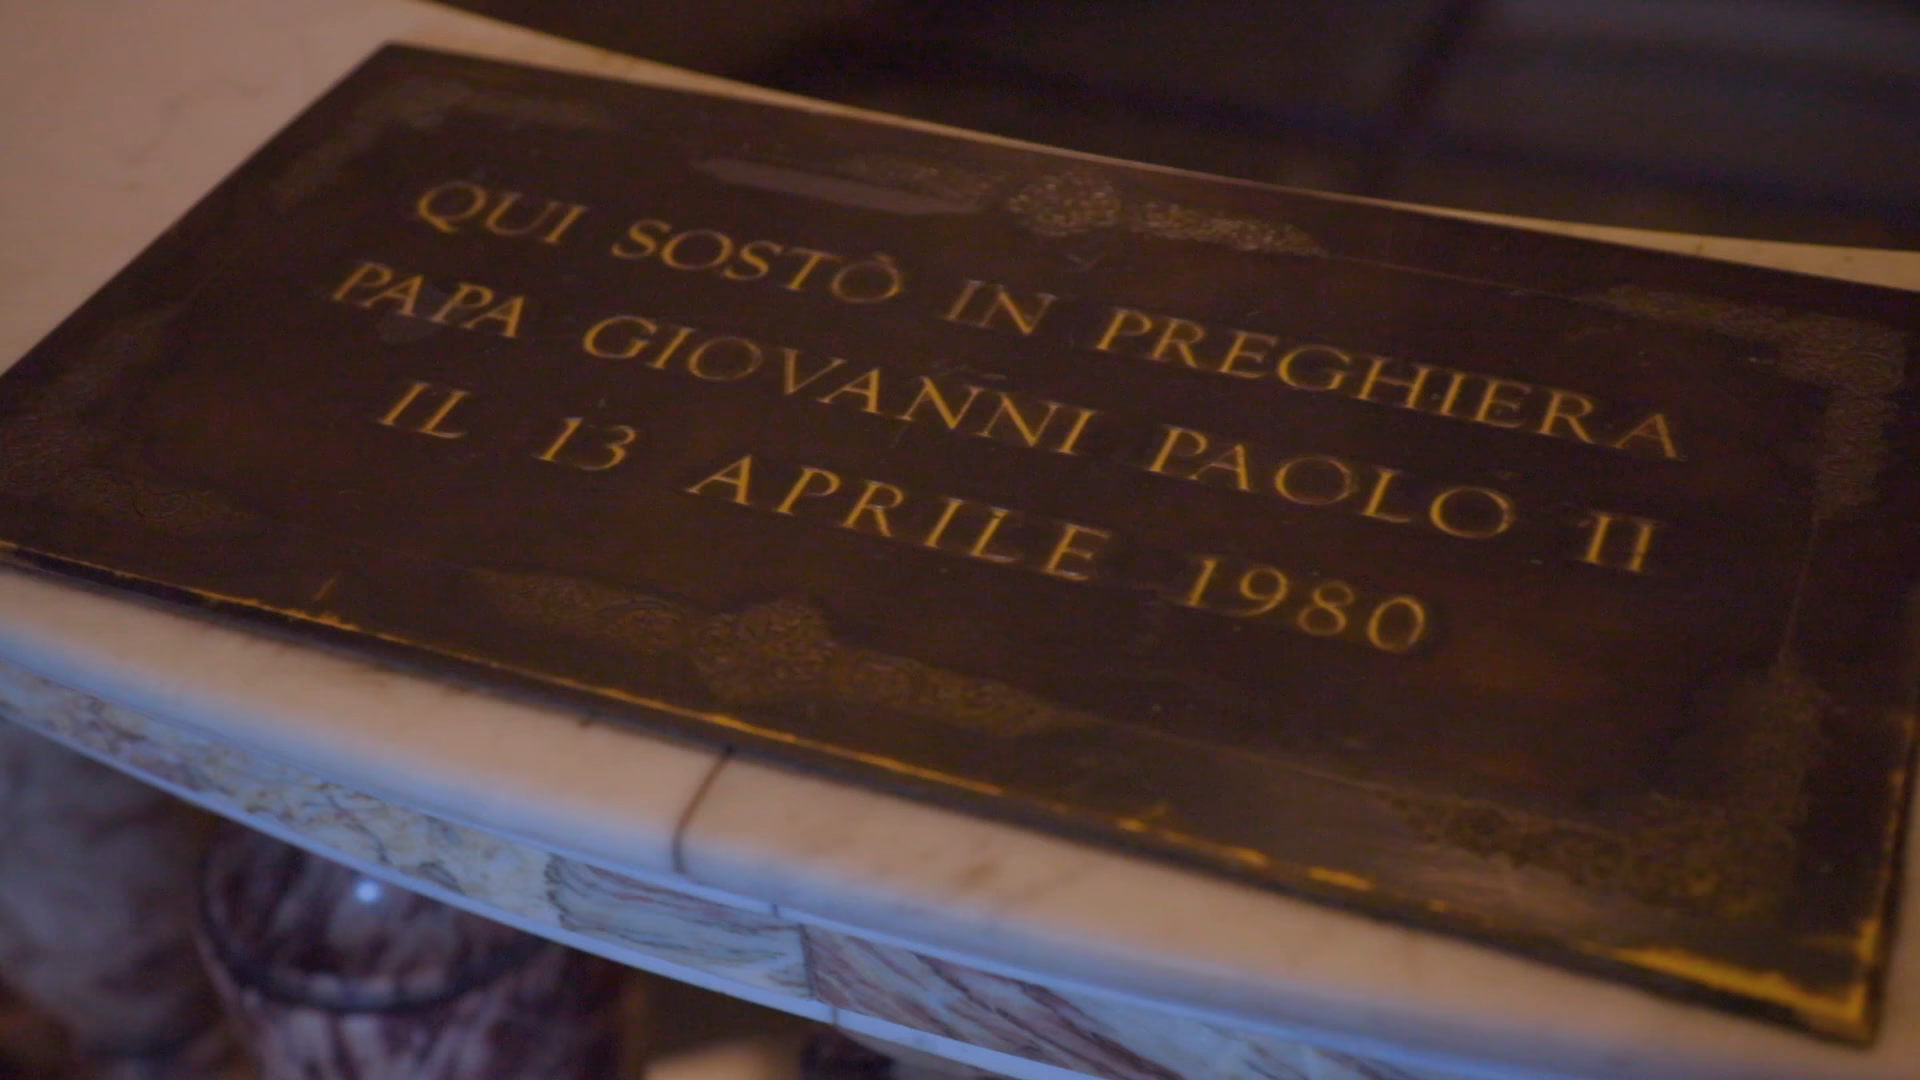 QUI SOSTÒ IN PREGHIERA
PAPA GIOVANNI PAOLO II
IL 13 APRILE 1980